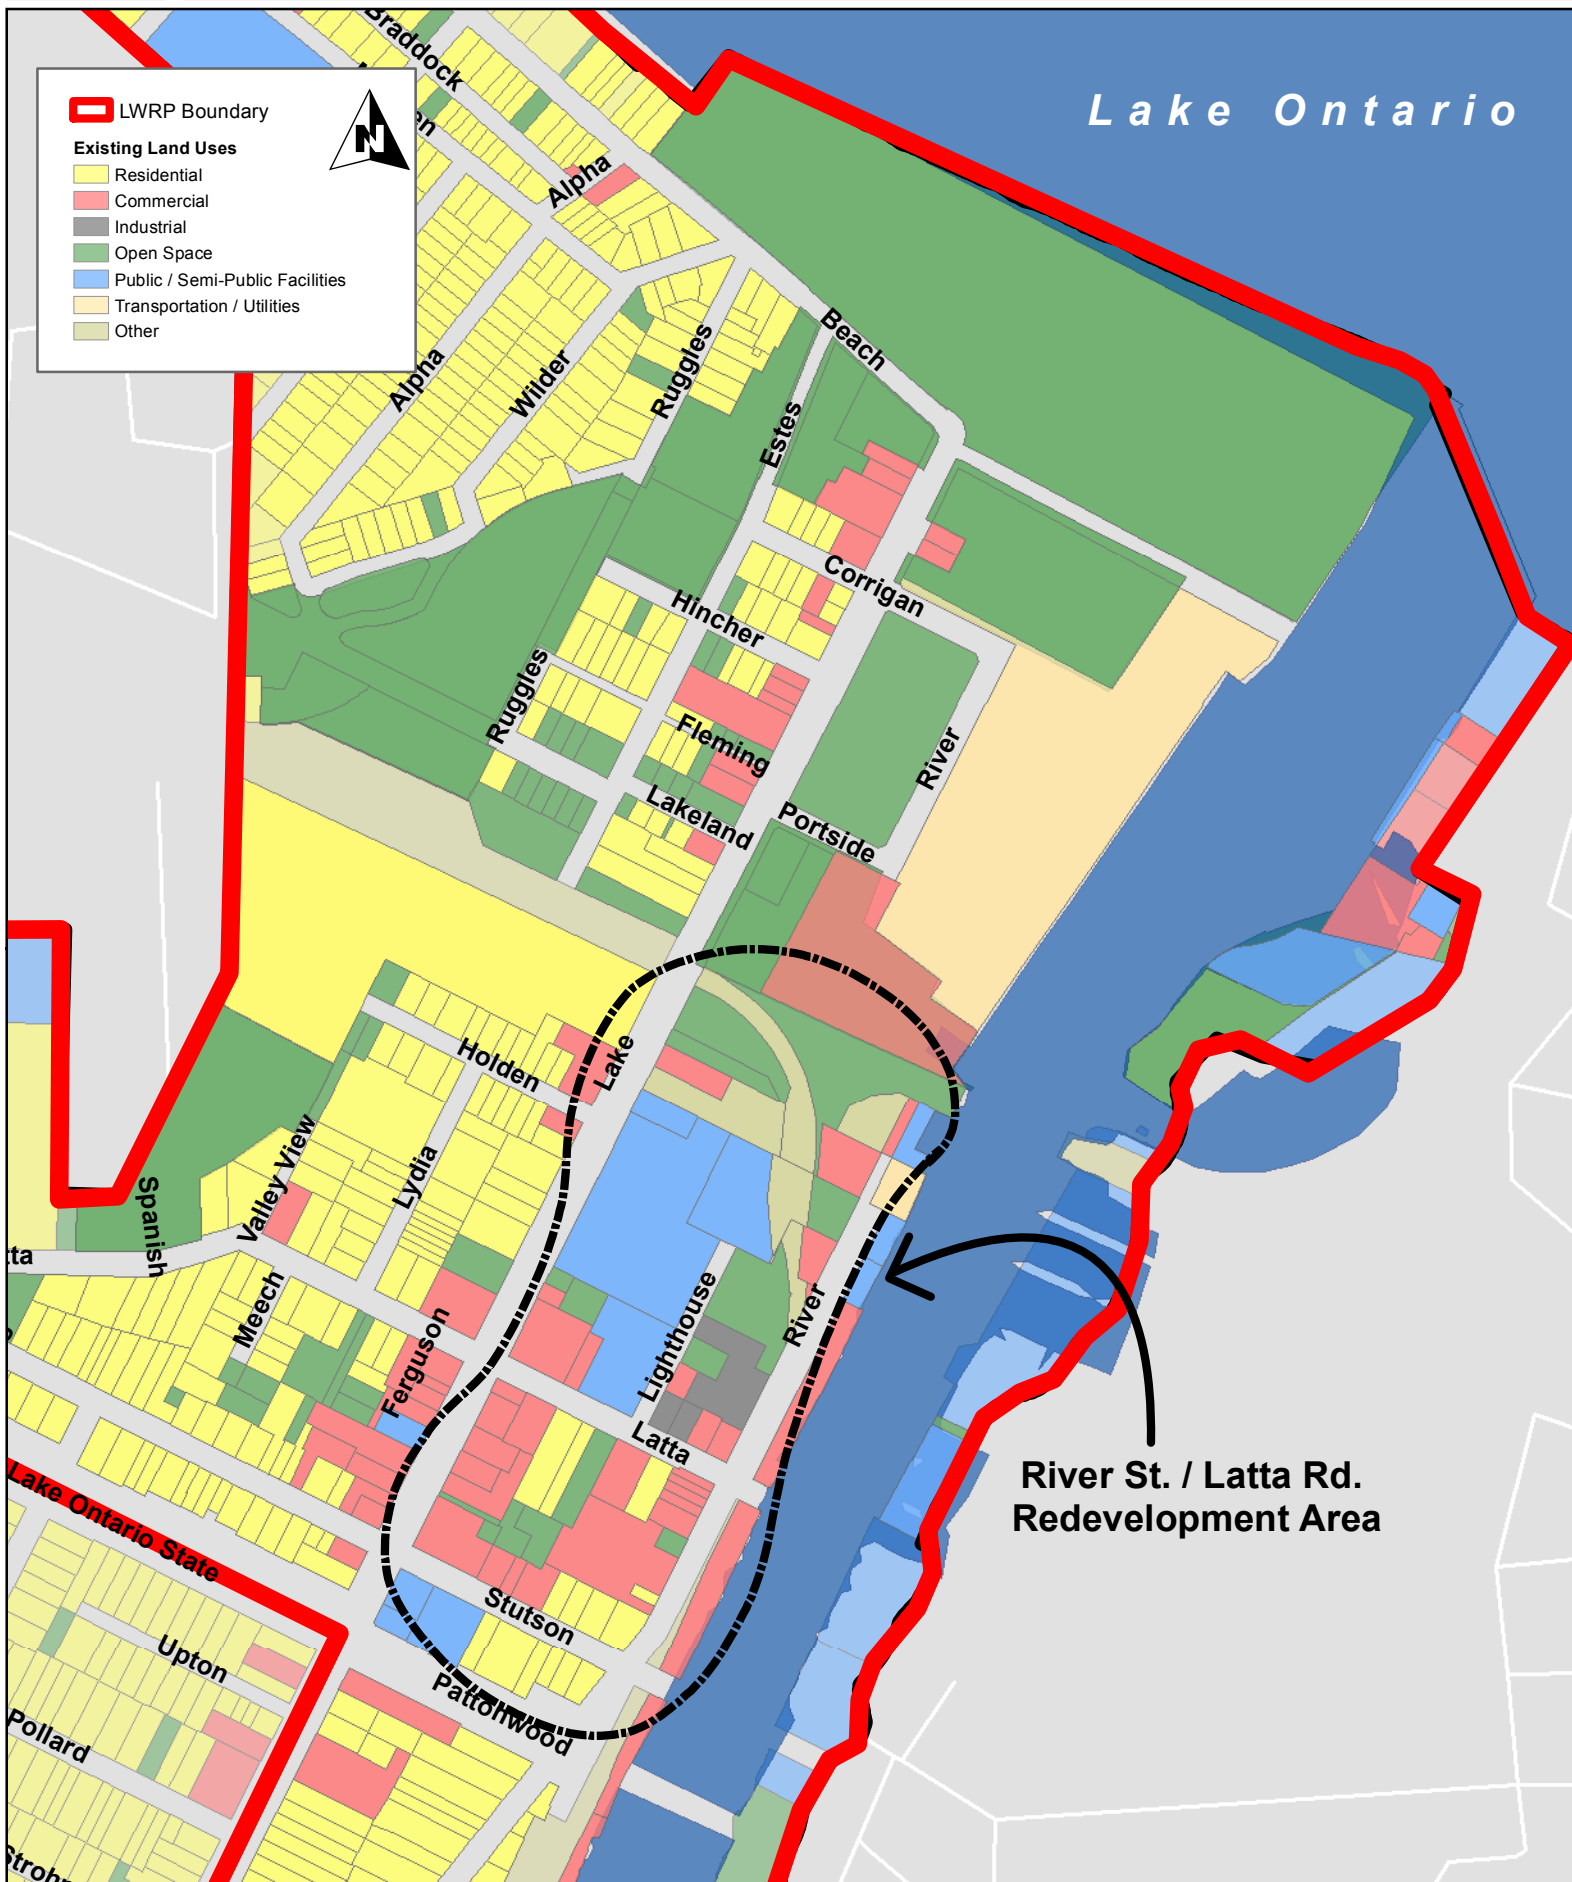 Lake Ontario
LWRP Boundary
N
Existing Land Uses
Residential
Commercial
Industrial
Open Space
Public / Semi-Public Facilities
Transportation / Utilities
Other
Braddock
Alpha
Beach
Alpha
Wilder
Ruggles
Estes
Corrigan
Hincher
Ruggles
Fleming
River
Lakeland
Portside
Lake
Holden
Valley View
Lydia
Spanish
Meech
Ferguson
Lighthouse
River
Latta
River St. / Latta Rd.
Redevelopment Area
Lake Ontario State
Stutson
Upton
Pattonwood
Pollard